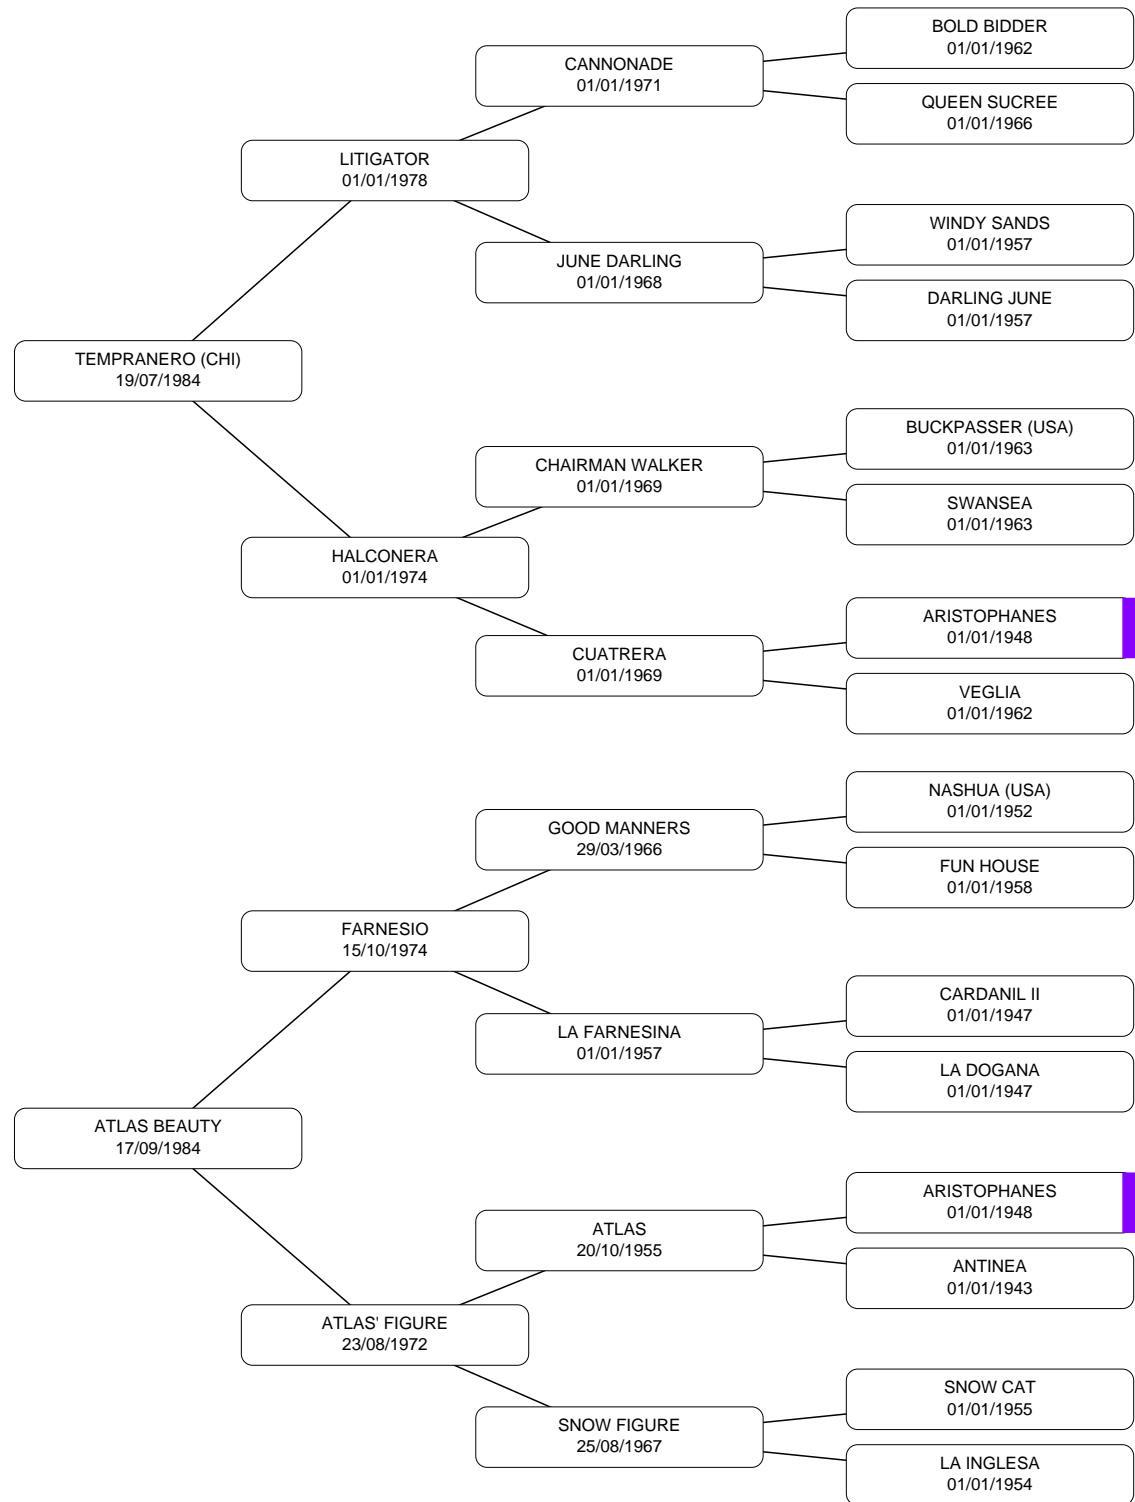 BOLD BIDDER
01/01/1962
CANNONADE
01/01/1971
QUEEN SUCREE
01/01/1966
LITIGATOR
01/01/1978
WINDY SANDS
01/01/1957
JUNE DARLING
01/01/1968
DARLING JUNE
01/01/1957
TEMPRANERO (CHI)
19/07/1984
BUCKPASSER (USA)
01/01/1963
CHAIRMAN WALKER
01/01/1969
SWANSEA
01/01/1963
HALCONERA
01/01/1974
ARISTOPHANES
01/01/1948
CUATRERA
01/01/1969
VEGLIA
01/01/1962
NASHUA (USA)
01/01/1952
GOOD MANNERS
29/03/1966
FUN HOUSE
01/01/1958
FARNESIO
15/10/1974
CARDANIL II
01/01/1947
LA FARNESINA
01/01/1957
LA DOGANA
01/01/1947
ATLAS BEAUTY
17/09/1984
ARISTOPHANES
01/01/1948
ATLAS
20/10/1955
ANTINEA
01/01/1943
ATLAS' FIGURE
23/08/1972
SNOW CAT
01/01/1955
SNOW FIGURE
25/08/1967
LA INGLESA
01/01/1954